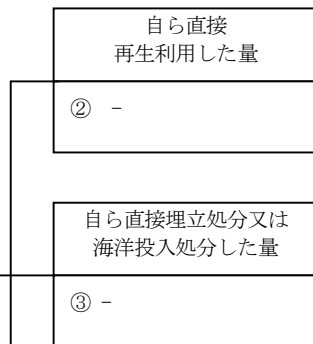 自ら直接
再生利用した量
② -
自ら直接埋立処分又は
海洋投入処分した量
③ -